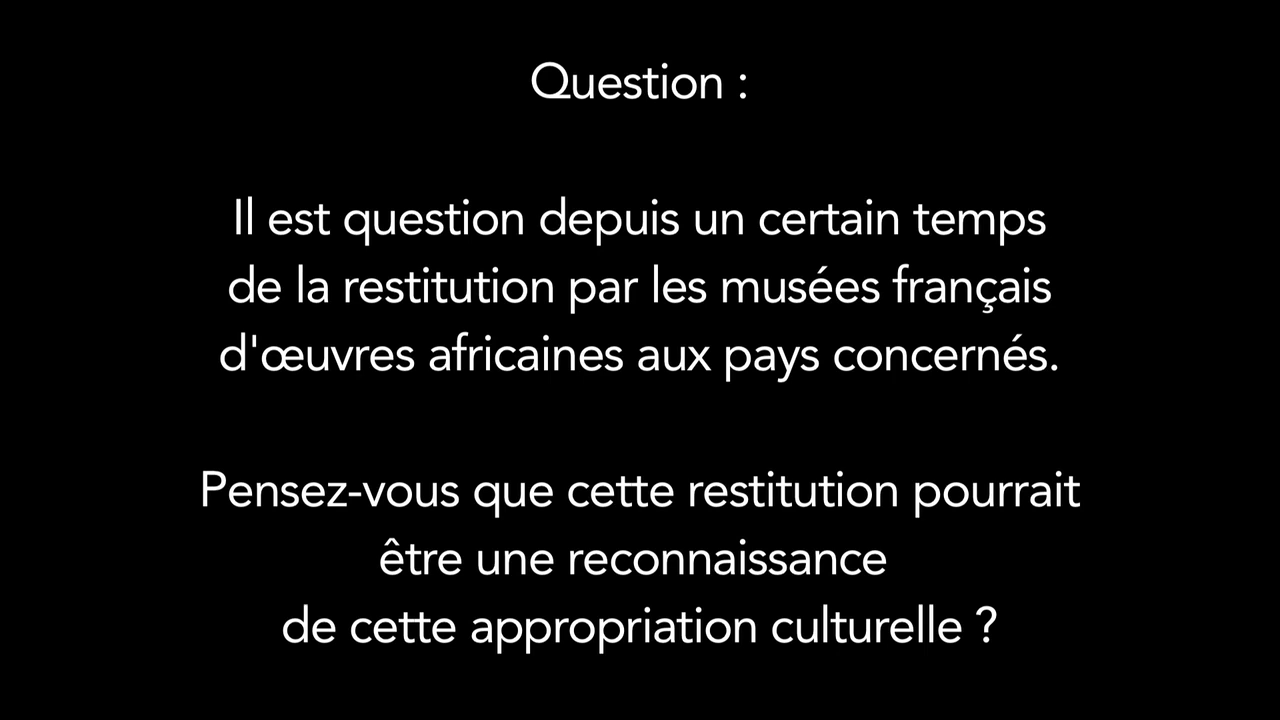 Question :
Il est question depuis un certain temps
de la restitution par les musées français
d'œuvres africaines aux pays concernés.
Pensez-vous que cette restitution pourrait
être une reconnaissance
de cette appropriation culturelle ?